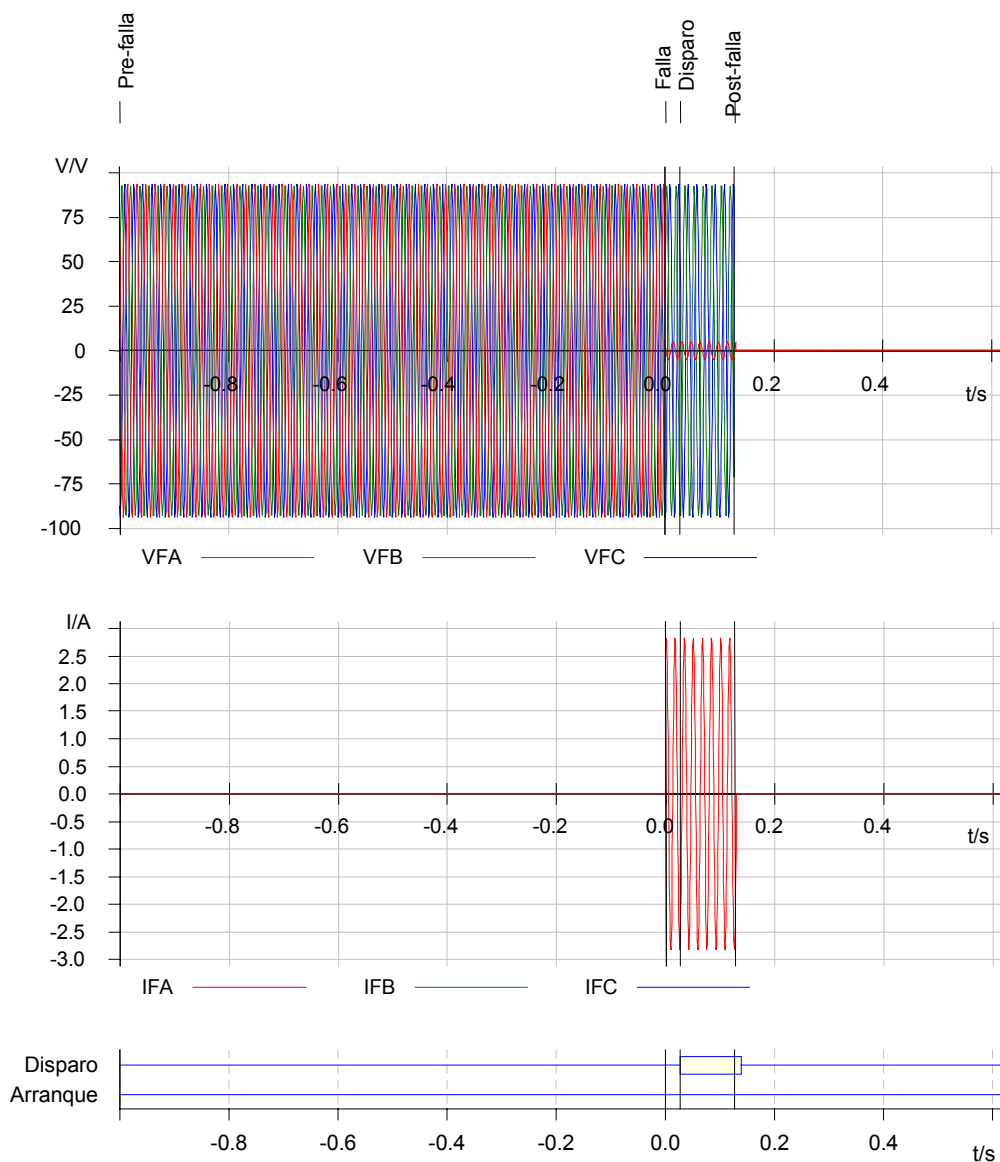 Pre-falla
Falla
Disparo
Post-falla
V/V
75
50
25
0
-25
-50
-75
-100
-0.8 -0.6 -0.4 -0.2 0.0 0.2 0.4
t/s
VFA VFB VFC
I/A
2.5
2.0
1.5
1.0
0.5
0.0
-0.5
-1.0
-1.5
-2.0
-2.5
-3.0
-0.8 -0.6 -0.4 -0.2 0.0 0.2 0.4
t/s
IFA IFB IFC
Disparo
Arranque
-0.8 -0.6 -0.4 -0.2 0.0 0.2 0.4
t/s